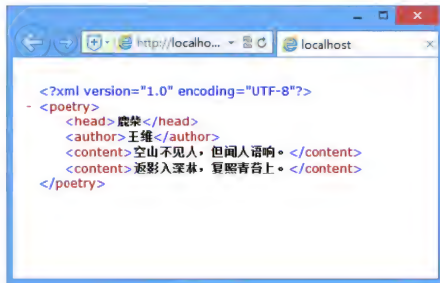 http://localho...
localhost
<?xml version="1.0" encoding="UTF-8"?>
- <poetry>
<head>鹿柴</head>
<author>王维</author>
<content>空山不见人，但闻人语响。</content>
<content>返影入深林，复照青苔上。</content>
</poetry>